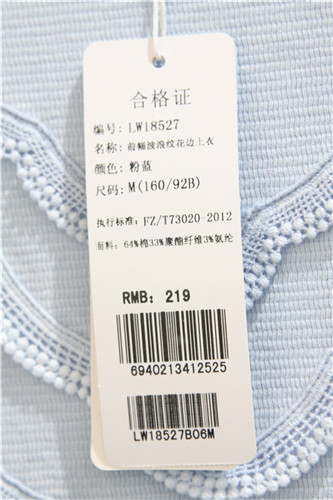 合格证
编号: LW18527
名称: 前幅波浪纹花边上衣
颜色: 粉蓝
尺码: M(160/92B)
执行标准: FZ/T73020-2012
面料: 64%棉33%聚酯纤维3%氨纶
RMB: 219
6940213412525
LW18527B06M